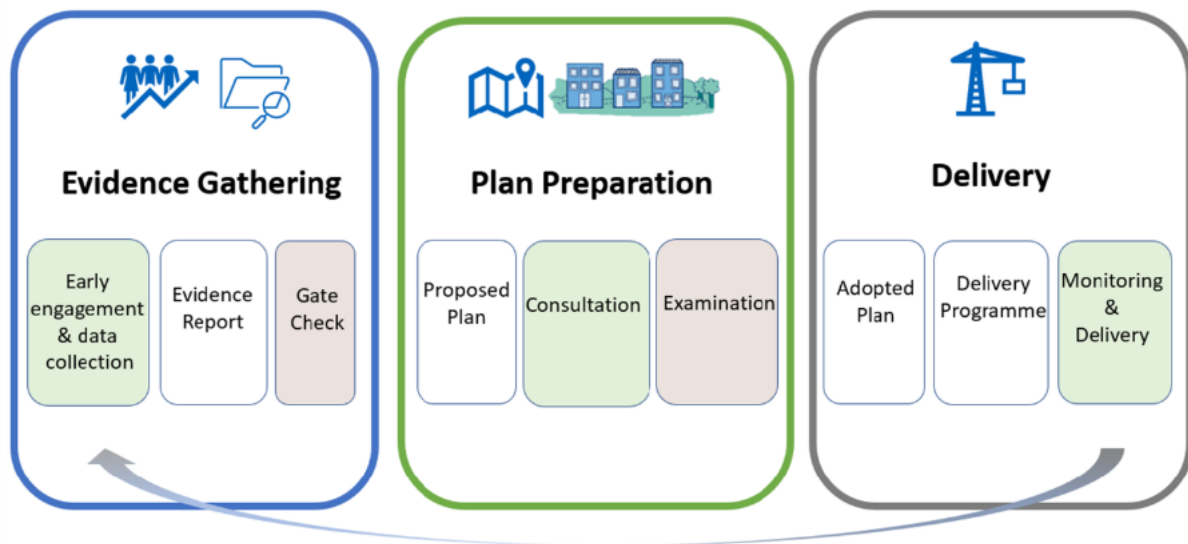 Evidence Gathering
Early
engagement
& data
collection
Evidence
Report
Gate
Check
Plan Preparation
Proposed
Plan
Consultation
Examination
Delivery
Adopted
Plan
Delivery
Programme
Monitoring
&
Delivery